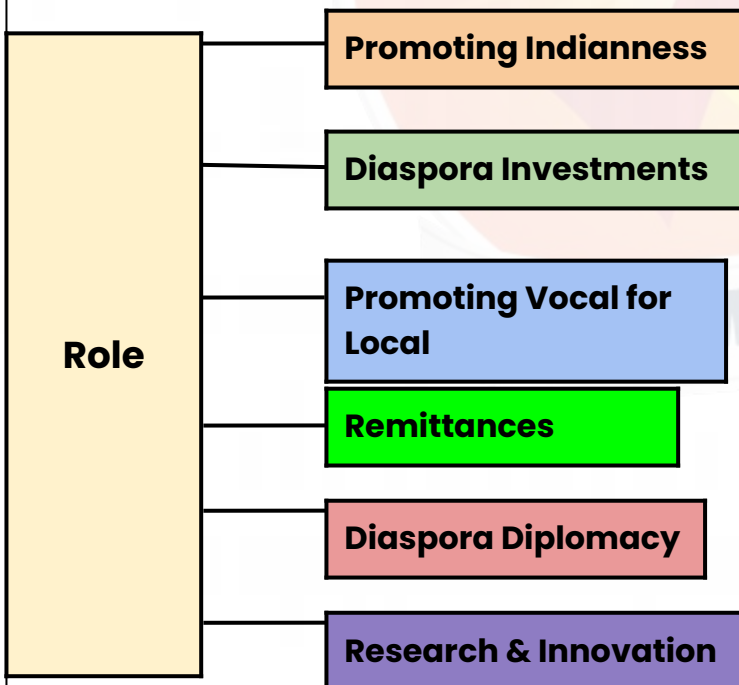 Promoting Indianness
Diaspora Investments
Role
Promoting Vocal for
Local
Remittances
Diaspora Diplomacy
Research & Innovation